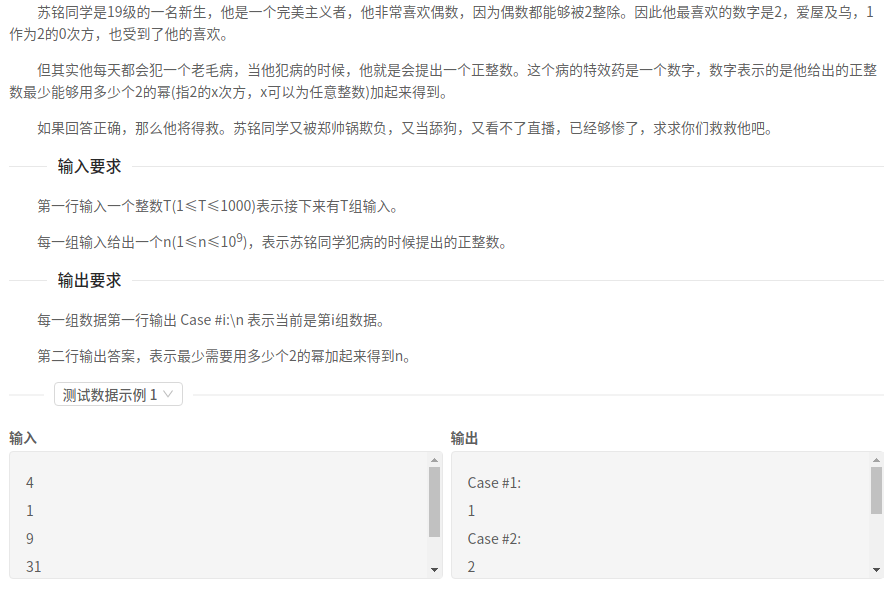 苏铭同学是19级的一名新生，他是一个完美主义者，他非常喜欢偶数，因为偶数都能够被2整除。因此他最喜欢的数字是2，爱屋及乌，1
作为2的0次方，也受到了他的喜欢。
但其实他每天都会犯一个老毛病，当他犯病的时候，他就是会提出一个正整数。这个病的特效药是一个数字，数字表示的是他给出的正整
数最少能够用多少个2的幂(指2的x次方，x可以为任意整数)加起来得到。
如果回答正确，那么他将得救。苏铭同学又被郑帅锅欺负，又当舔狗，又看不了直播，已经够惨了，求求你们救救他吧。
输入要求
第一行输入一个整数T(1≤T≤1000)表示接下来有T组输入。
每一组输入给出一个n(1≤n≤10⁹)，表示苏铭同学犯病的时候提出的正整数。
输出要求
每一组数据第一行输出 Case #i:\n 表示当前是第i组数据。
第二行输出答案，表示最少需要用多少个2的幂加起来得到n。
测试数据示例 1
输入
4
1
9
31
输出
Case #1:
1
Case #2:
2